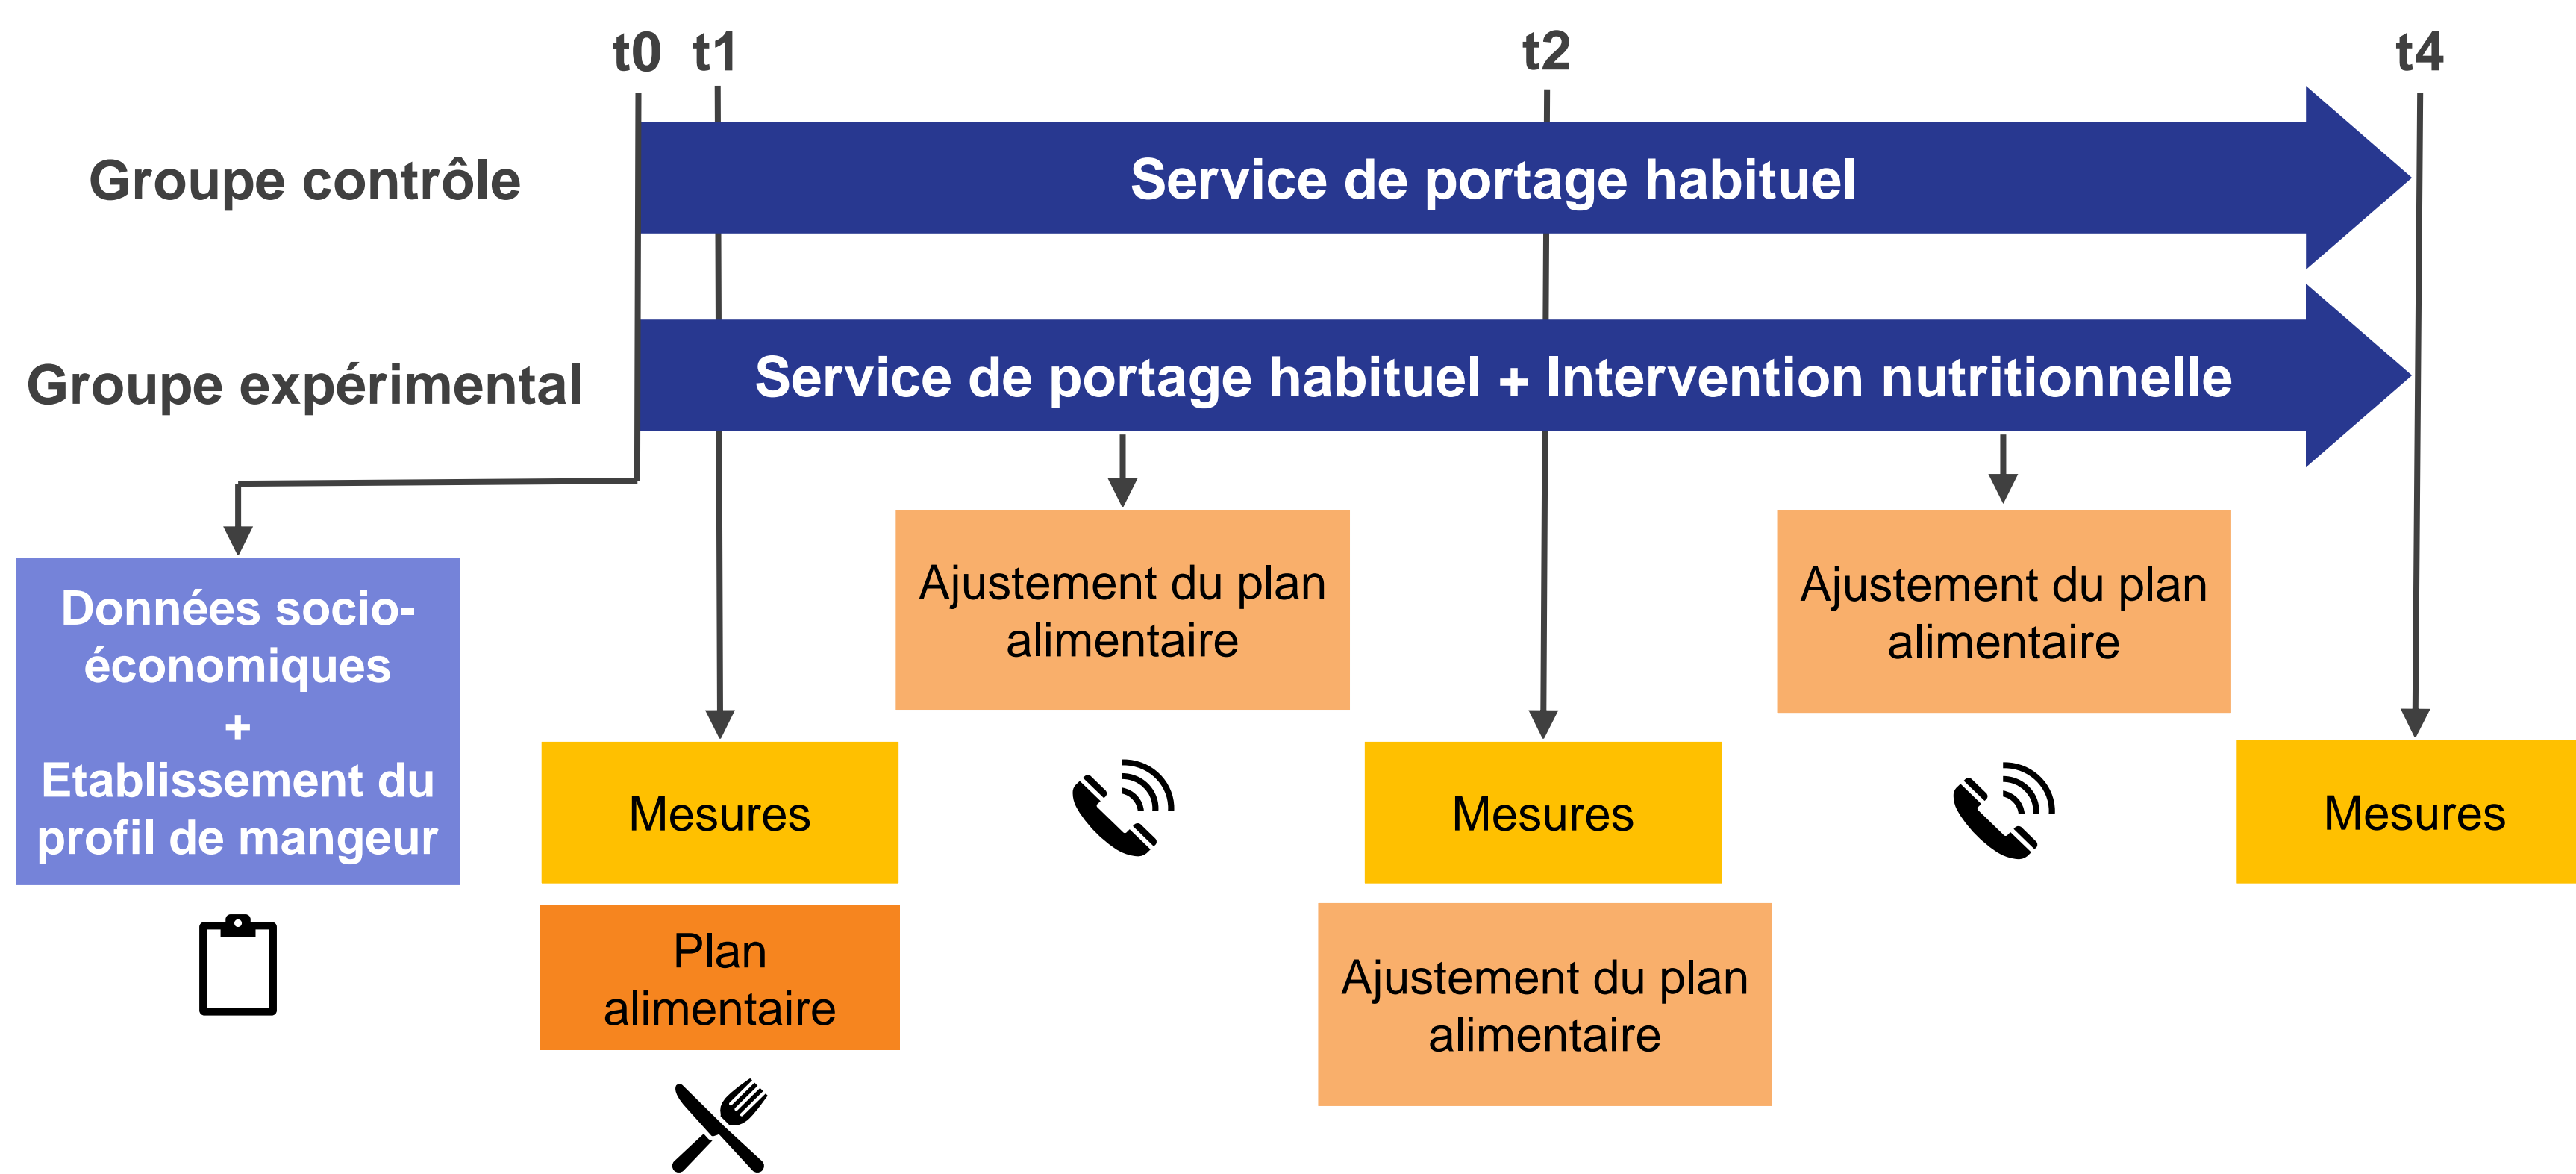 t0 t1 t2 t4
Groupe contrôle
Service de portage habituel
Groupe expérimental
Service de portage habituel + Intervention nutritionnelle
Données socio-
économiques
+
Etablissement du
profil de mangeur
Mesures
Plan
alimentaire
Ajustement du plan
alimentaire
Mesures
Ajustement du plan
alimentaire
Ajustement du plan
alimentaire
Mesures